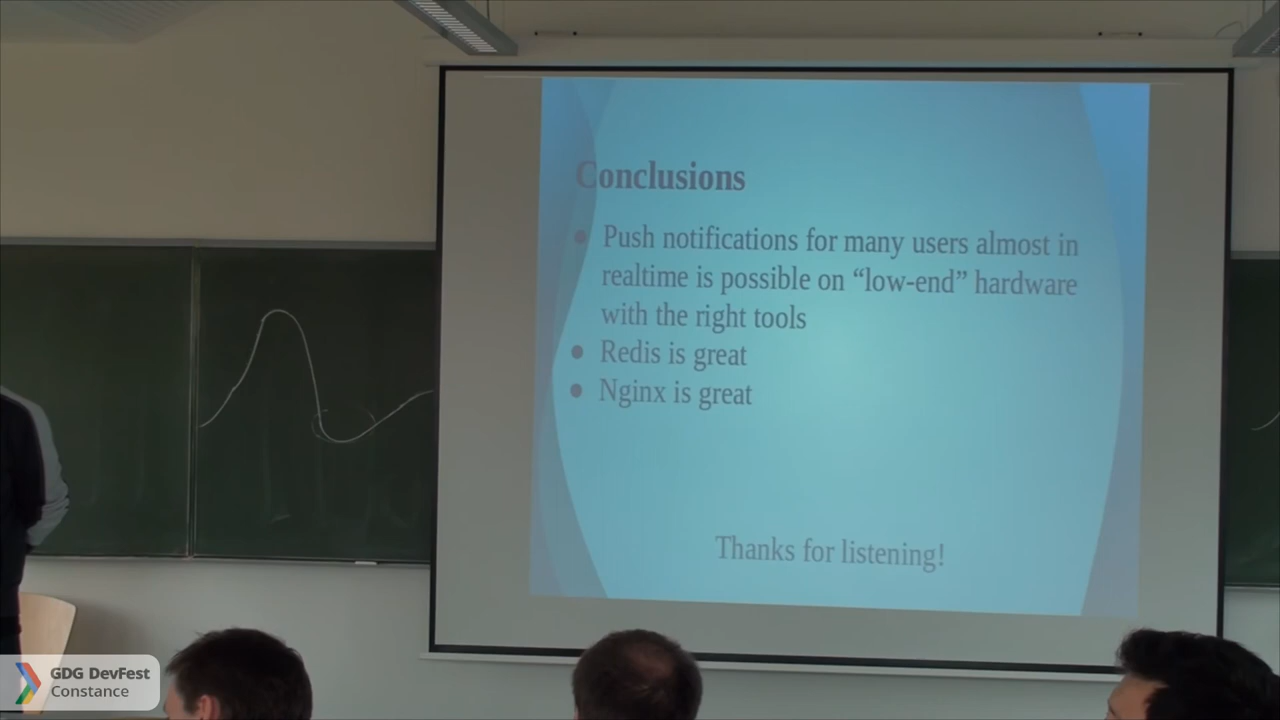 Conclusions
Push notifications for many users almost in
realtime is possible on “low-end” hardware
with the right tools
Redis is great
Nginx is great
Thanks for listening!
GDG DevFest
Constance